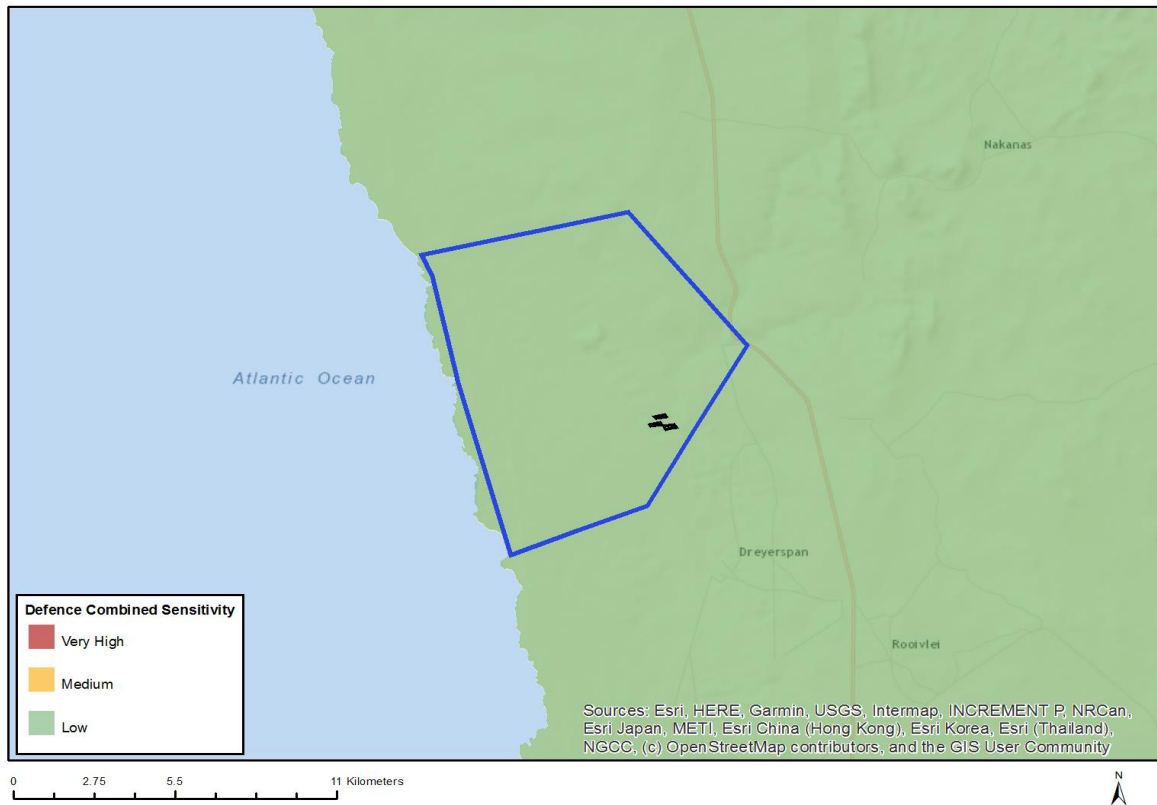 Nakanas
Atlantic Ocean
Dreyerspan
Rooivlei
Defence Combined Sensitivity
Very High
Medium
Low
Sources: Esri, HERE, Garmin, USGS, Intermap, INCREMENT P, NRCan,
Esri Japan, METI, Esri China (Hong Kong), Esri Korea, Esri (Thailand),
NGCC, (c) OpenStreetMap contributors, and the GIS User Community
0 2.75 5.5 11 Kilometers
N